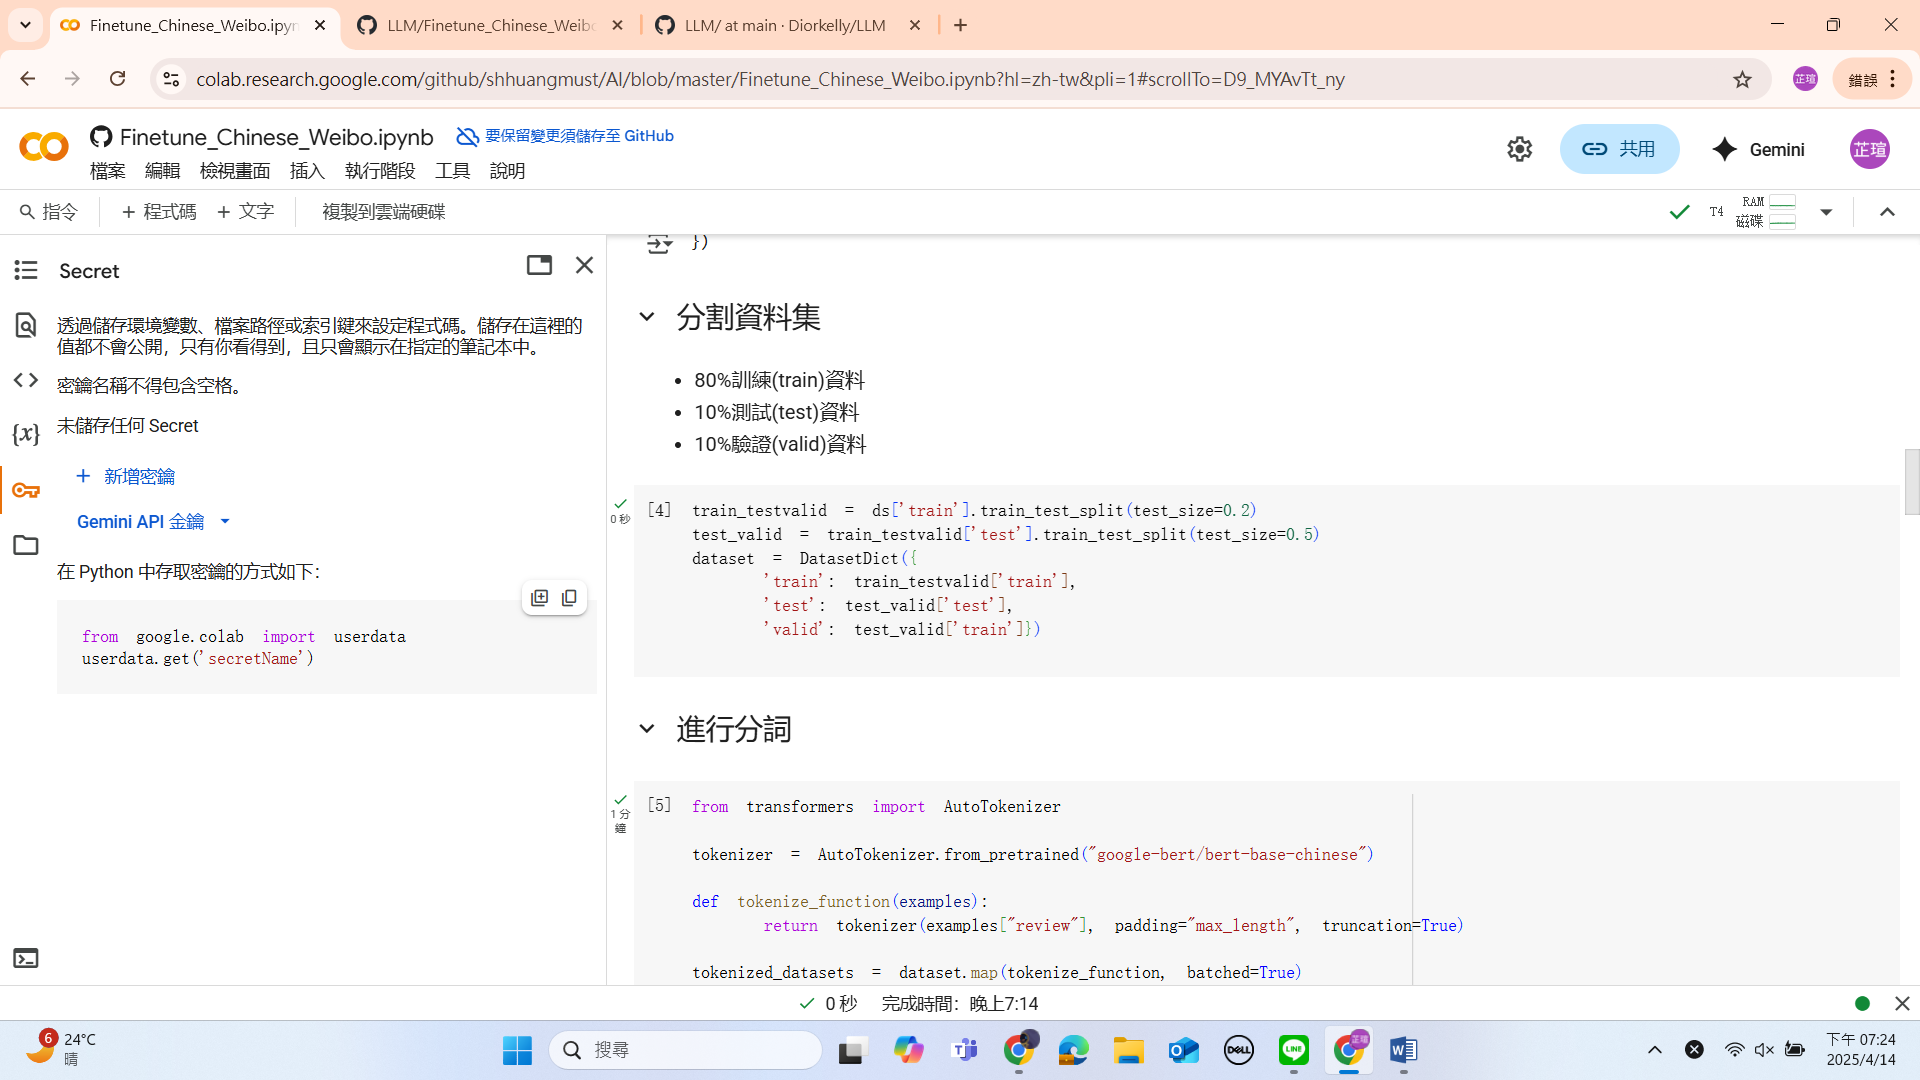 Finetune_Chinese_Weibo.ipyn
LLM/Finetune_Chinese_Weibo
LLM/ at main · Diorkelly/LLM
colab.research.google.com/github/shhuangmust/AI/blob/master/Finetune_Chinese_Weibo.ipynb?hl=zh-tw&pli=1#scrollTo=D9_MYAvTt_ny
芷瑄
錯誤
Finetune_Chinese_Weibo.ipynb
要保留變更須儲存至 GitHub
檔案 編輯 檢視畫面 插入 執行階段 工具 說明
共用
Gemini
芷瑄
指令
+ 程式碼 + 文字
複製到雲端硬碟
T4
RAM
磁碟
Secret
透過儲存環境變數、檔案路徑或索引鍵來設定程式碼。儲存在這裡的
值都不會公開，只有你看得到，且只會顯示在指定的筆記本中。
密鑰名稱不得包含空格。
未儲存任何 Secret
+ 新增密鑰
Gemini API 金鑰
在 Python 中存取密鑰的方式如下：
from google.colab import userdata
userdata.get('secretName')
})
分割資料集
• 80%訓練(train)資料
• 10%測試(test)資料
• 10%驗證(valid)資料
0 秒
[4] train_testvalid = ds['train'].train_test_split(test_size=0.2)
test_valid = train_testvalid['test'].train_test_split(test_size=0.5)
dataset = DatasetDict({
'train': train_testvalid['train'],
'test': test_valid['test'],
'valid': test_valid['train']})
進行分詞
1 分
鐘
[5] from transformers import AutoTokenizer
tokenizer = AutoTokenizer.from_pretrained("google-bert/bert-base-chinese")
def tokenize_function(examples):
return tokenizer(examples["review"], padding="max_length", truncation=True)
tokenized_datasets = dataset.map(tokenize_function, batched=True)
0 秒 完成時間：晚上7:14
6
24°C
晴
搜尋
DELL
LINE
芷瑄
下午 07:24
2025/4/14